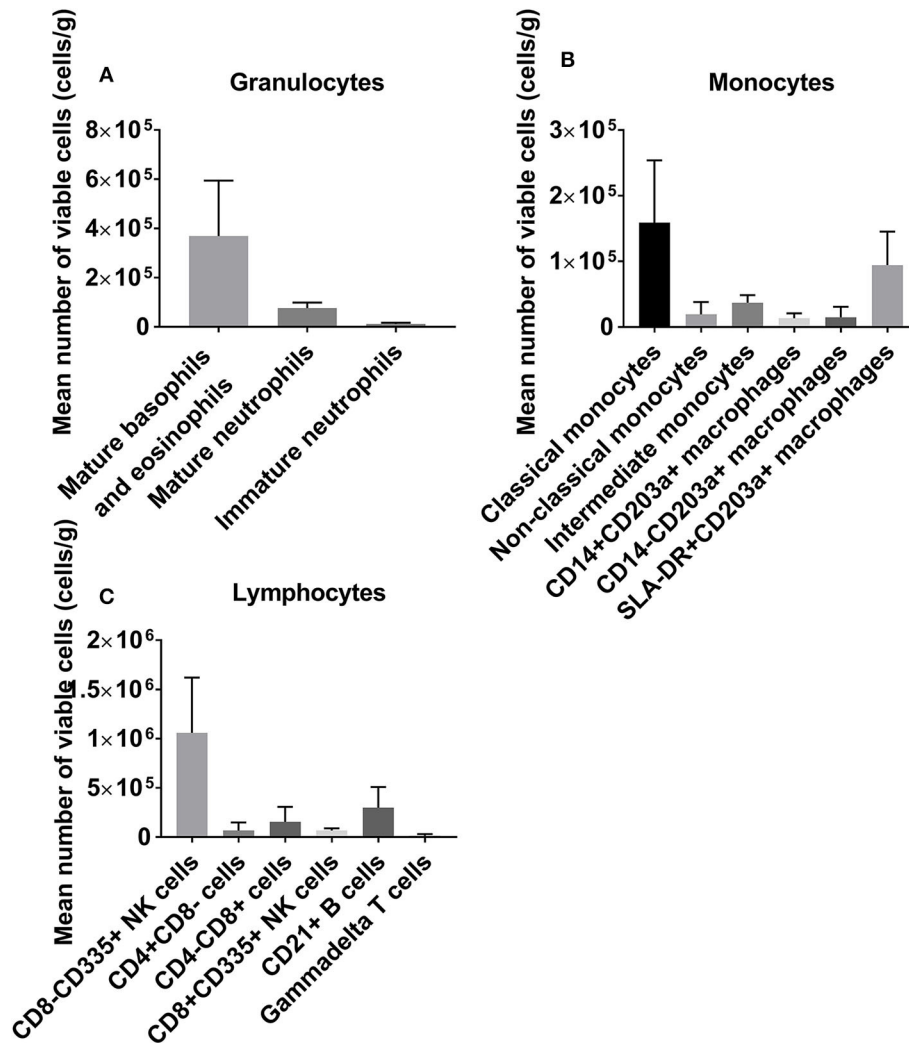 A
Granulocytes
Mean number of viable cells (cells/g)
8×10⁵
6×10⁵
4×10⁵
2×10⁵
0
Mature basophils
and eosinophils
Mature neutrophils
Immature neutrophils
B
Monocytes
Mean number of viable cells (cells/g)
3×10⁵
2×10⁵
1×10⁵
0
Classical monocytes
Non-classical monocytes
Intermediate monocytes
CD14+CD203a+ macrophages
CD14-CD203a+ macrophages
SLA-DR+CD203a+ macrophages
C
Lymphocytes
Mean number of viable cells (cells/g)
2×10⁶
1.5×10⁶
1×10⁶
5×10⁵
0
CD8-CD335+ NK cells
CD4+CD8- cells
CD4-CD8+ cells
CD8+CD335+ NK cells
CD21+ B cells
Gammadelta T cells